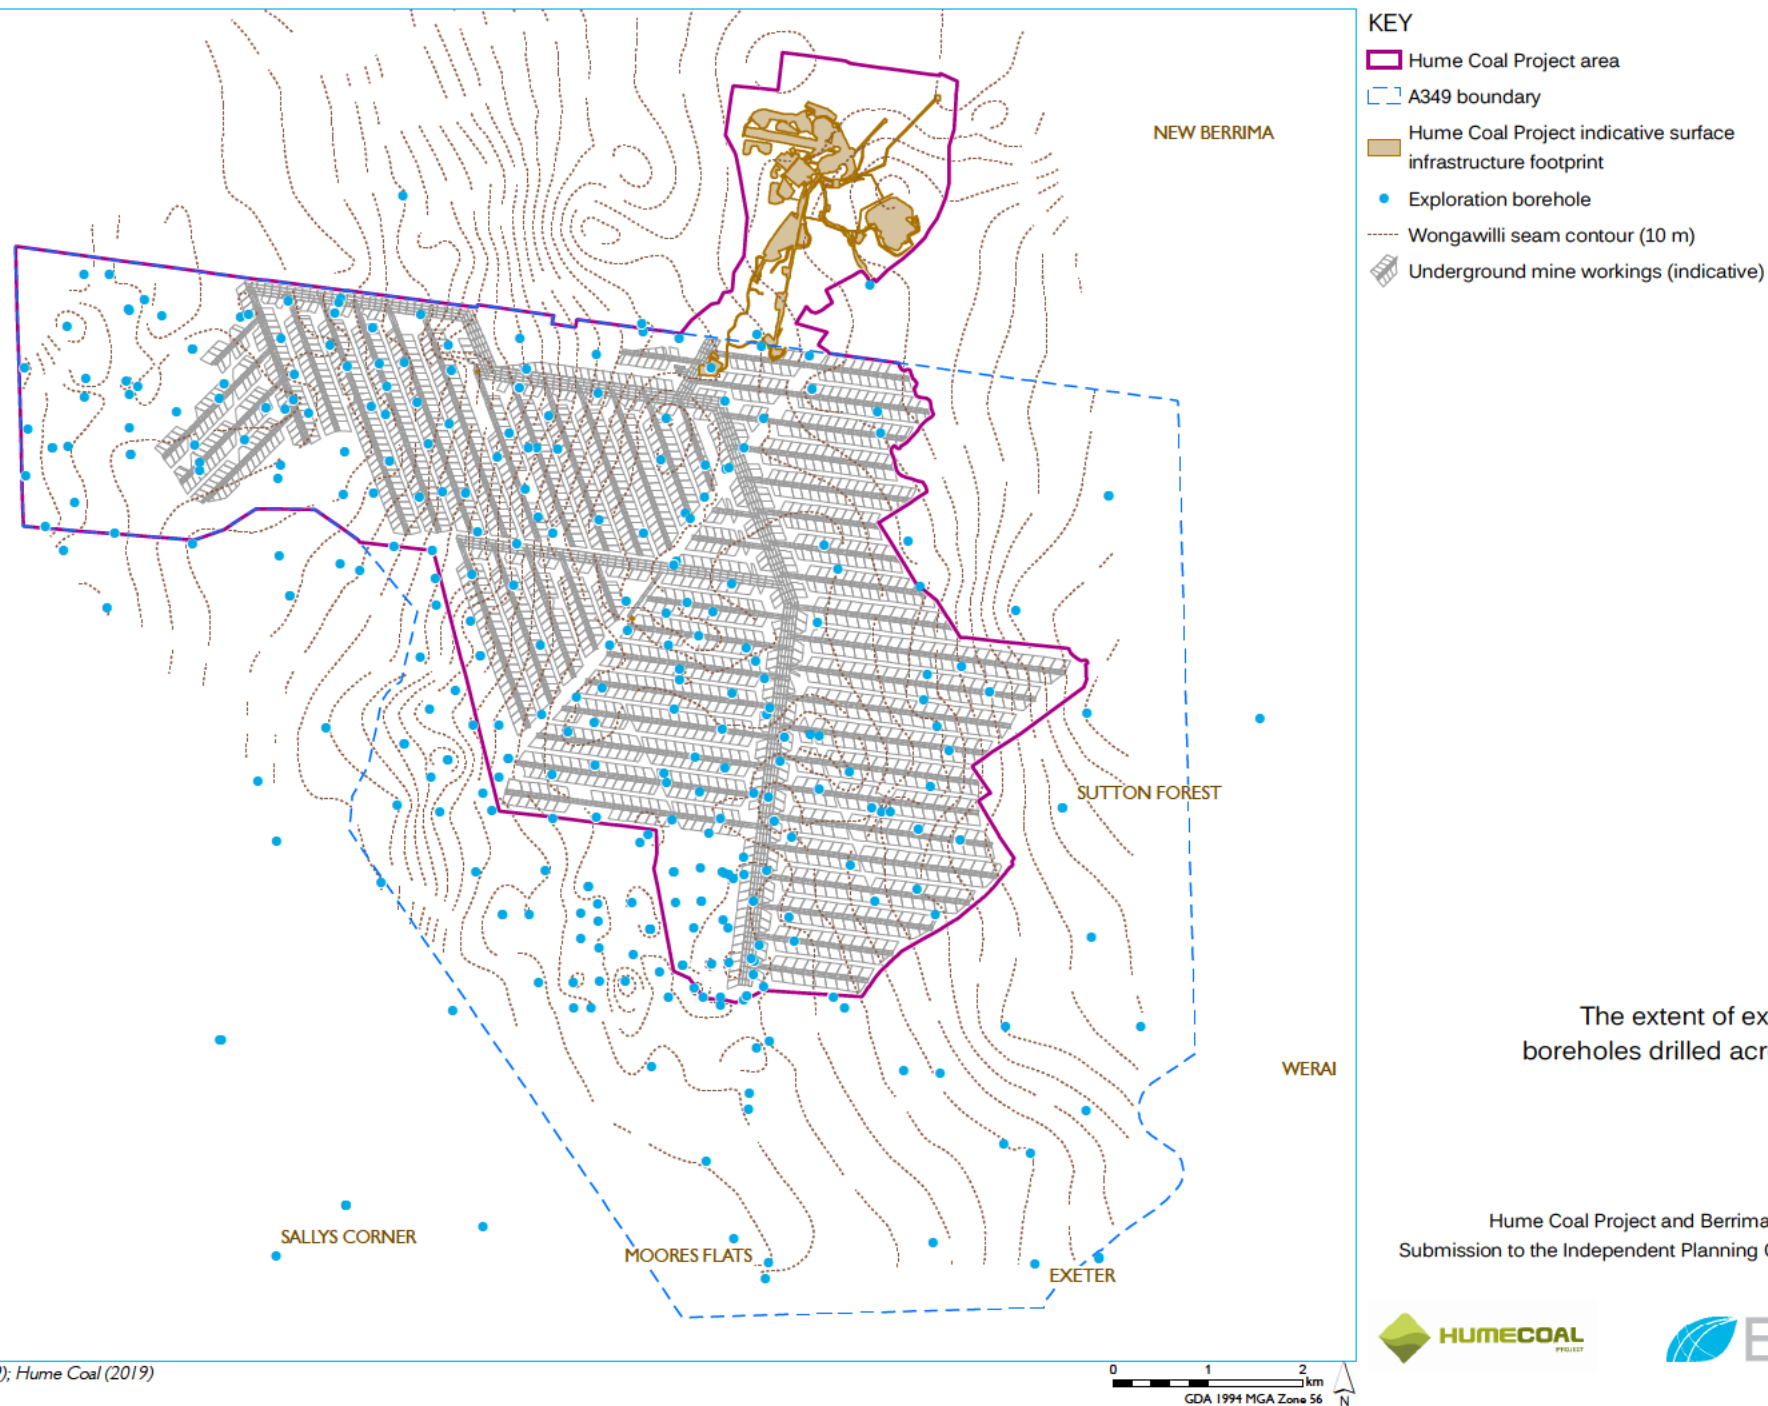 KEY
Hume Coal Project area
A349 boundary
Hume Coal Project indicative surface
infrastructure footprint
Exploration borehole
Wongawilli seam contour (10 m)
Underground mine workings (indicative)
NEW BERRIMA
SUTTON FOREST
WERAI
SALLYS CORNER
MOORES FLATS
EXETER
The extent of ex
boreholes drilled acr
Hume Coal Project and Berrima
Submission to the Independent Planning
HUMECOAL
PROJECT
E
); Hume Coal (2019)
0 1 2
km
GDA 1994 MGA Zone 56
N